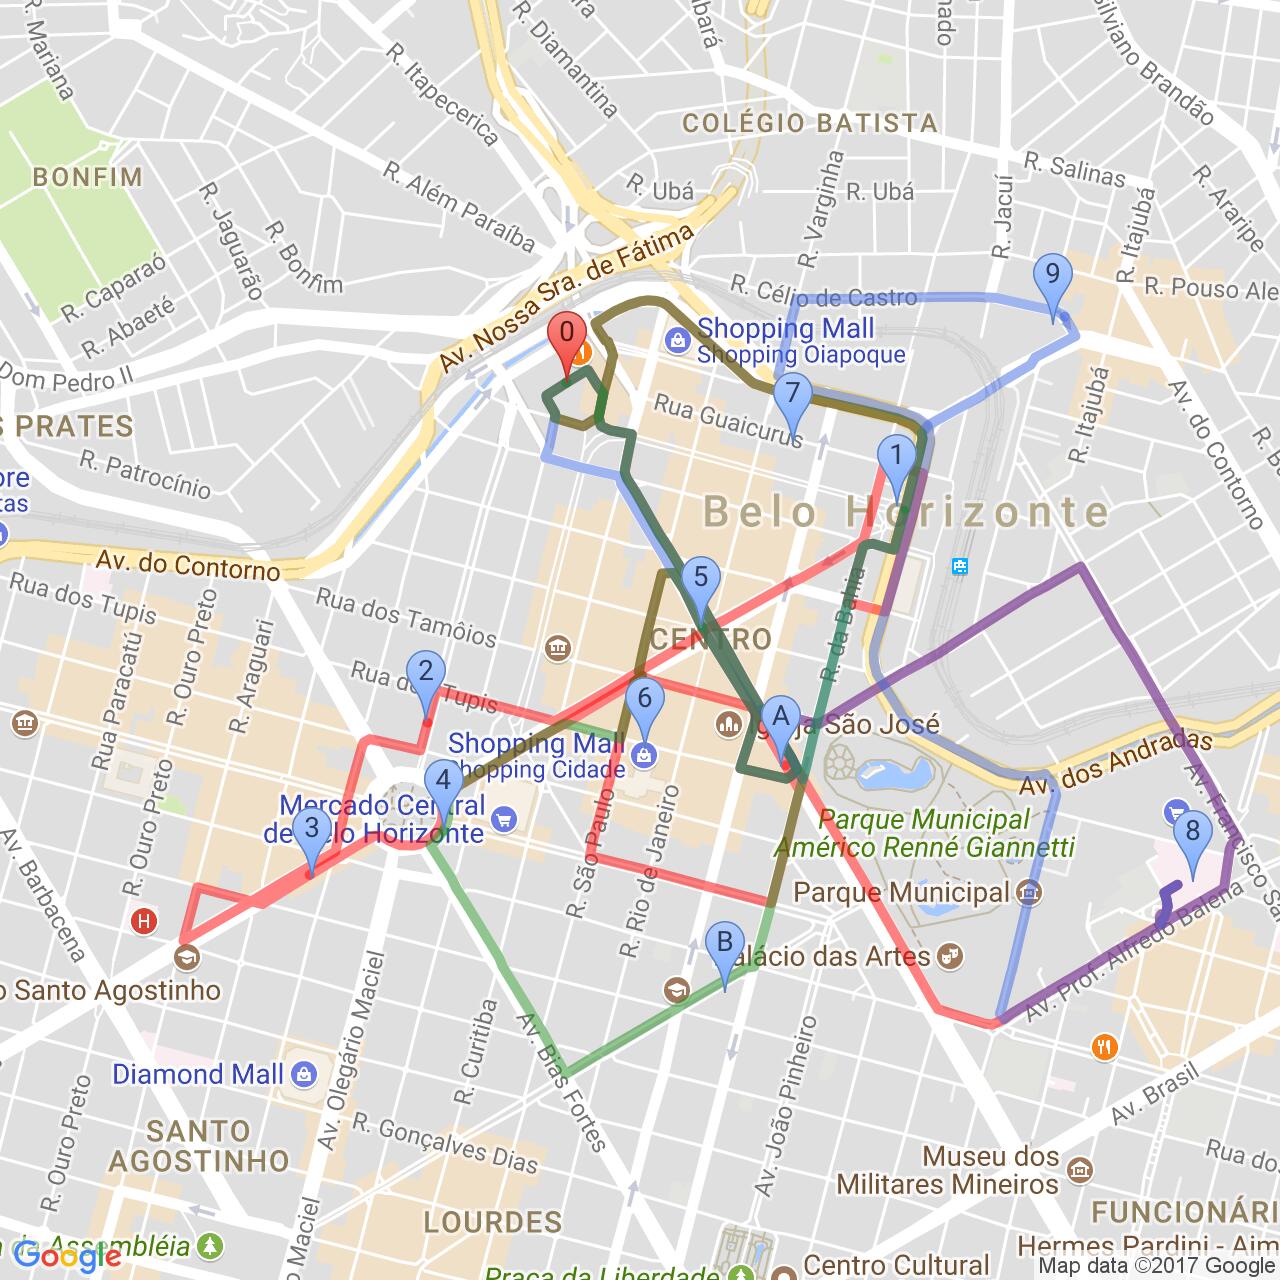 R. Mariana
R. Itapecerica
R. Diamantina
Silviano Brandão
COLÉGIO BATISTA
BONFIM
R. Além Paraíba
R. Ubá
R. Varginha
R. Ubá
R. Jacuí
R. Salinas
R. Itajubá
R. Araripe
R. Jaguarão
R. Bonfim
R. Caparaó
R. Abaeté
Av. Nossa Sra. de Fátima
R. Célio de Castro
R. Pouso Ale
9
0
Shopping Mall
Shopping Oiapoque
Dom Pedro II
7
Rua Guaicurus
R. Itajubá
Av. do Contorno
S PRATES
R. Patrocínio
1
Belo Horizonte
Av. do Contorno
Rua dos Tupis
R. Ouro Preto
Rua dos Tamôios
R. Araguari
Rua Paracatú
5
CENTRO
R. da Bahia
2
Rua dos Tupis
6
A
Igreja São José
Shopping Mall
Shopping Cidade
Av. dos Andradas
4
Mercado Central
de Belo Horizonte
3
R. Ouro Preto
R. São Paulo
R. Rio de Janeiro
Parque Municipal
Américo Renné Giannetti
Av. Francisco Sa
8
Av. Barbacena
H
Parque Municipal
Av. Prof. Alfredo Balena
B
Palácio das Artes
o Santo Agostinho
R. Olegário Maciel
R. Curitiba
Av. Bias Fortes
Diamond Mall
Av. Olegário Maciel
R. João Pinheiro
Av. Brasil
R. Ouro Preto
SANTO
AGOSTINHO
R. Gonçalves Dias
Av. João Pinheiro
Museu dos
Militares Mineiros
Rua do
LOURDES
FUNCIONÁRI
Hermes Pardini - Aim
da Assembléia
Google
Praça da Liberdade
Centro Cultural
Map data ©2017 Google